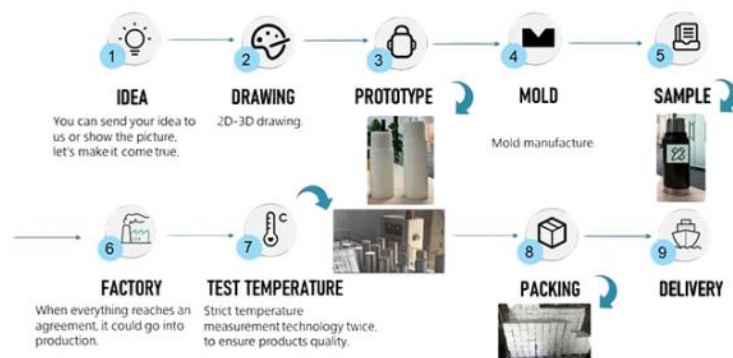 1
2
3
4
5
IDEA
DRAWING
PROTOTYPE
MOLD
SAMPLE
You can send your idea to
us or show the picture,
let's make it come true.
2D-3D drawing.
Mold manufacture.
6
7
C
8
9
FACTORY
TEST TEMPERATURE
PACKING
DELIVERY
When everything reaches an
agreement, it could go into
production.
Strict temperature
measurement technology twice,
to ensure products quality.